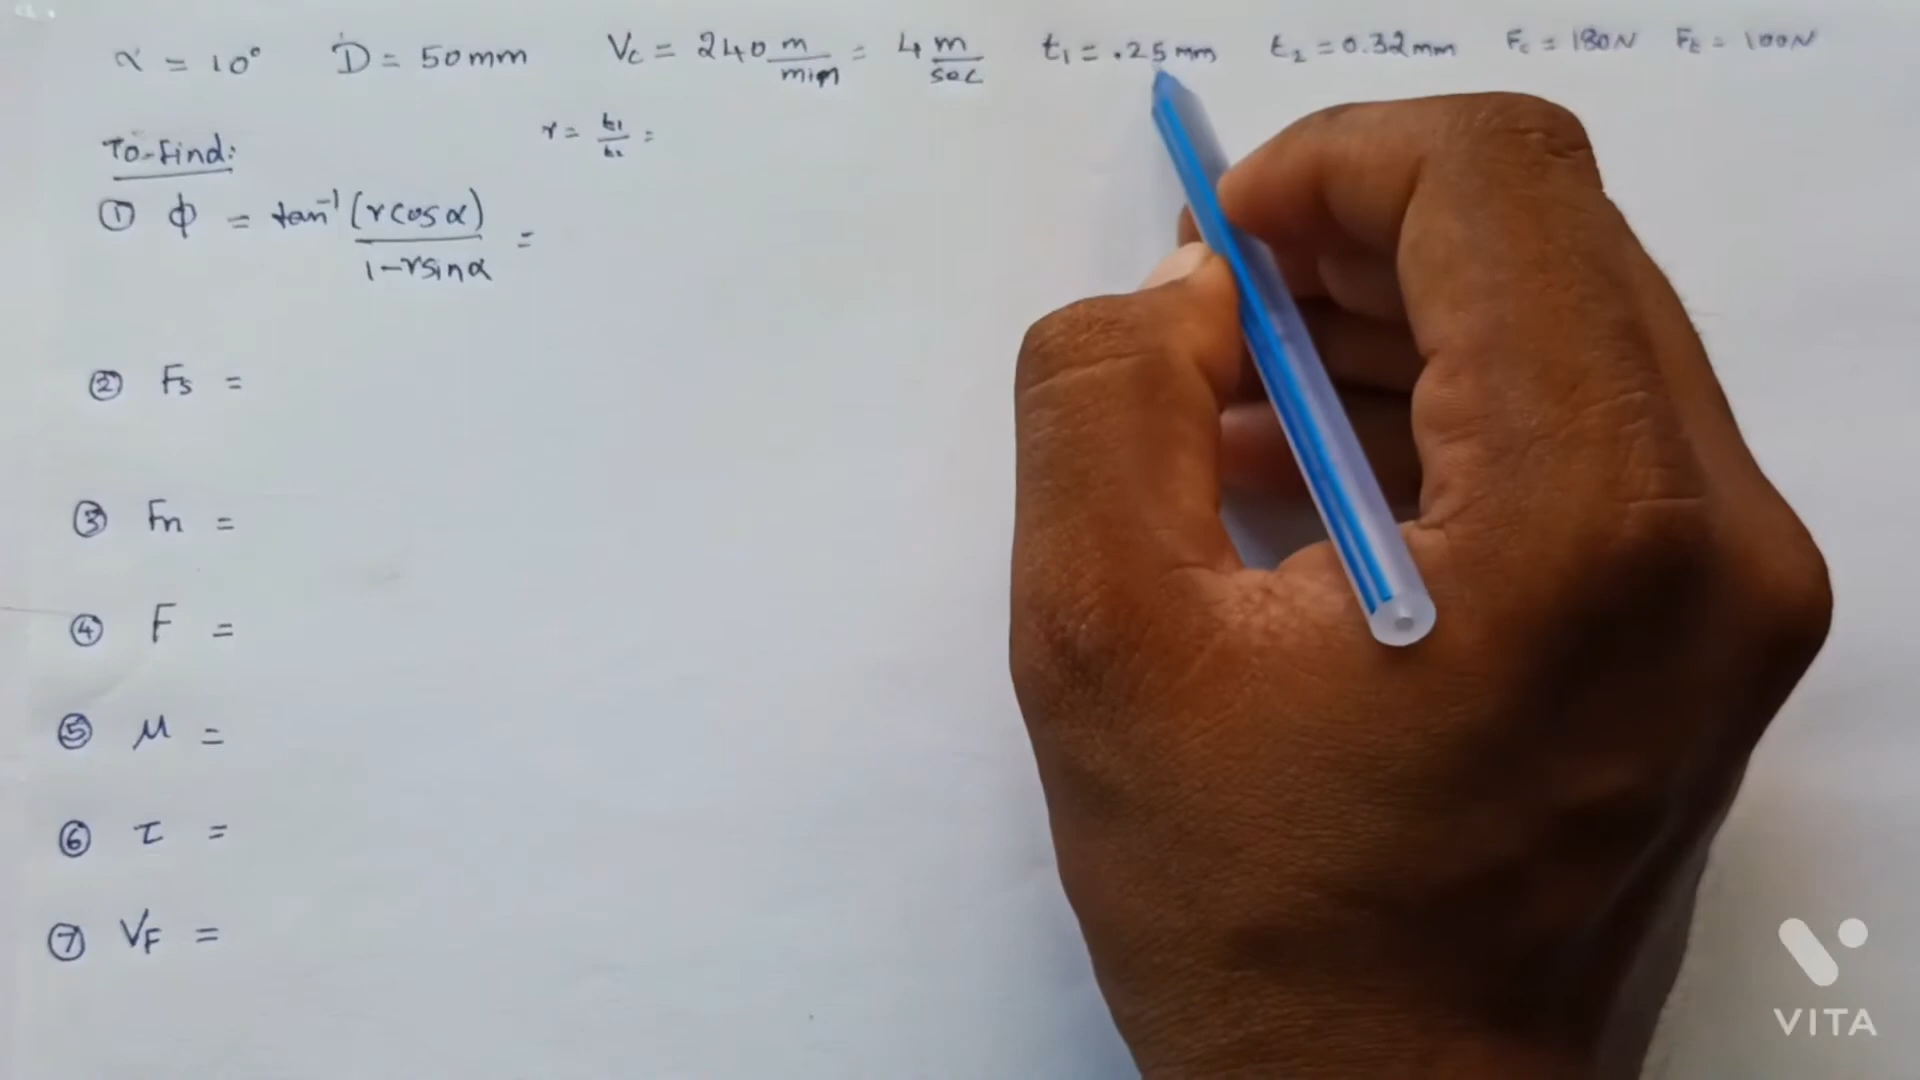 α = 10° D = 50mm Vc = 240 m/min = 4 m/sec t₁ = .25mm t₂ = 0.32mm Fc = 180N Ft = 100N
To-find:
r = t₁/t₂ =
① ϕ = tan⁻¹ (r cos α)/(1-r sin α) =
② Fs =
③ Fn =
④ F =
⑤ μ =
⑥ τ =
⑦ VF =
VITA